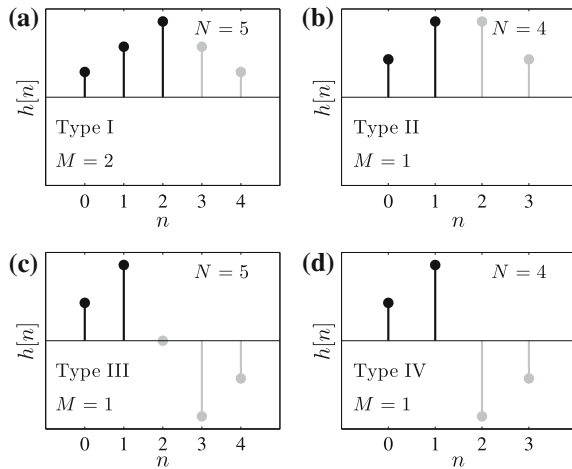 (a)
N = 5
h[n]
Type I
M = 2
0 1 2 3 4
n
(b)
N = 4
h[n]
Type II
M = 1
0 1 2 3
n
(c)
N = 5
h[n]
Type III
M = 1
0 1 2 3 4
n
(d)
N = 4
h[n]
Type IV
M = 1
0 1 2 3
n